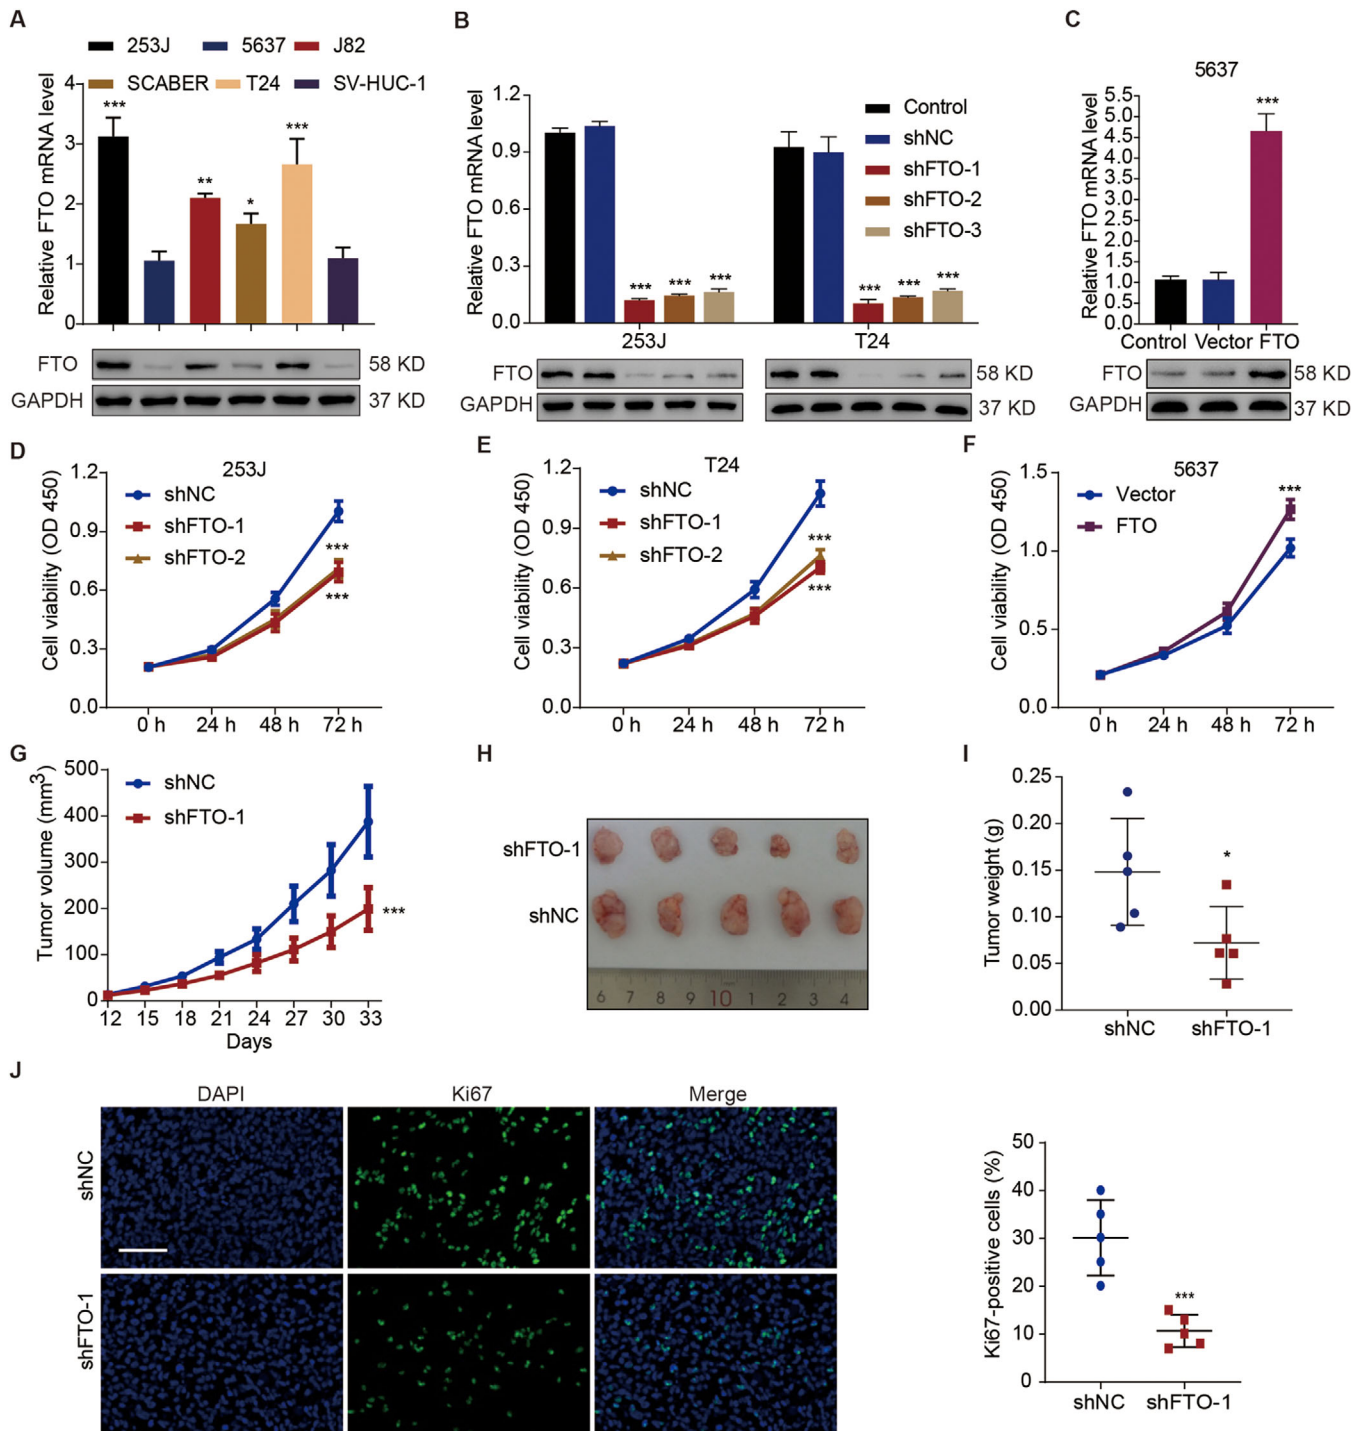 A
253J 5637 J82
SCABER T24 SV-HUC-1
Relative FTO mRNA level
4
3
2
1
0
*** ** * ***
FTO 58 KD
GAPDH 37 KD
B
Relative FTO mRNA level
1.2
0.9
0.6
0.3
0.0
Control
shNC
shFTO-1
shFTO-2
shFTO-3
*** *** *** *** *** ***
253J T24
FTO 58 KD
GAPDH 37 KD
C
5637
Relative FTO mRNA level
5.5
5.0
4.5
4.0
3.5
3.0
2.5
2.0
1.5
1.0
0.5
0.0
***
Control Vector FTO
FTO 58 KD
GAPDH 37 KD
D
253J
Cell viability (OD 450)
1.2
0.9
0.6
0.3
0.0
shNC
shFTO-1
shFTO-2
***
***
0 h 24 h 48 h 72 h
E
T24
Cell viability (OD 450)
1.2
0.9
0.6
0.3
0.0
shNC
shFTO-1
shFTO-2
***
***
0 h 24 h 48 h 72 h
F
5637
Cell viability (OD 450)
1.5
1.0
0.5
0.0
Vector
FTO
***
0 h 24 h 48 h 72 h
G
Tumor volume (mm3)
500
400
300
200
100
0
shNC
shFTO-1
***
12 15 18 21 24 27 30 33
Days
H
shFTO-1
shNC
6 7 8 9 10 1 2 3 4
I
Tumor weight (g)
0.25
0.20
0.15
0.10
0.05
0.00
*
shNC shFTO-1
J
DAPI Ki67 Merge
shNC
shFTO-1
Ki67-positive cells (%)
50
40
30
20
10
0
***
shNC shFTO-1